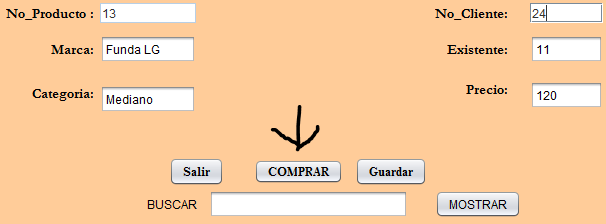 No_Producto : 13 No_Cliente: 24
Marca: Funda LG Existente: 11
Categoria: Mediano Precio: 120
Salir COMPRAR Guardar
BUSCAR MOSTRAR